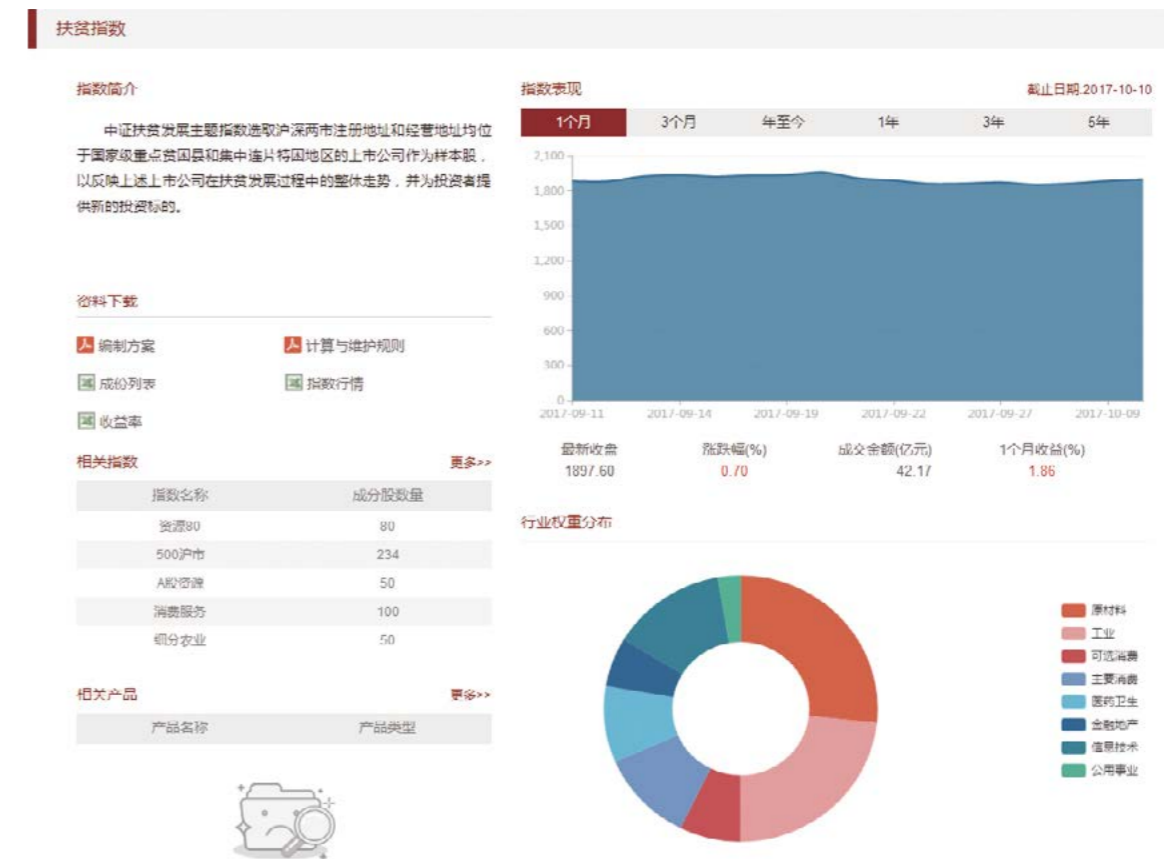 扶贫指数
指数简介
中证扶贫发展主题指数选取沪深两市注册地址和经营地址均位
于国家级重点贫困县和集中连片特困地区的上市公司作为样本股，
以反映上述上市公司在扶贫发展过程中的整体走势，并为投资者提
供新的投资标的。
资料下载
编制方案 计算与维护规则
成份列表 指数行情
收益率
相关指数 更多>>
指数名称 成分股数量
资源80 80
500沪市 234
A股资源 50
消费服务 100
细分农业 50
相关产品 更多>>
产品名称 产品类型
指数表现 截止日期:2017-10-10
1个月 3个月 年至今 1年 3年 5年
2,100
1,800
1,500
1,200
900
600
300
0
2017-09-11 2017-09-14 2017-09-19 2017-09-22 2017-09-27 2017-10-09
最新收盘 涨跌幅(%) 成交金额(亿元) 1个月收益(%)
1897.60 0.70 42.17 1.86
行业权重分布
原材料
工业
可选消费
主要消费
医药卫生
金融地产
信息技术
公用事业